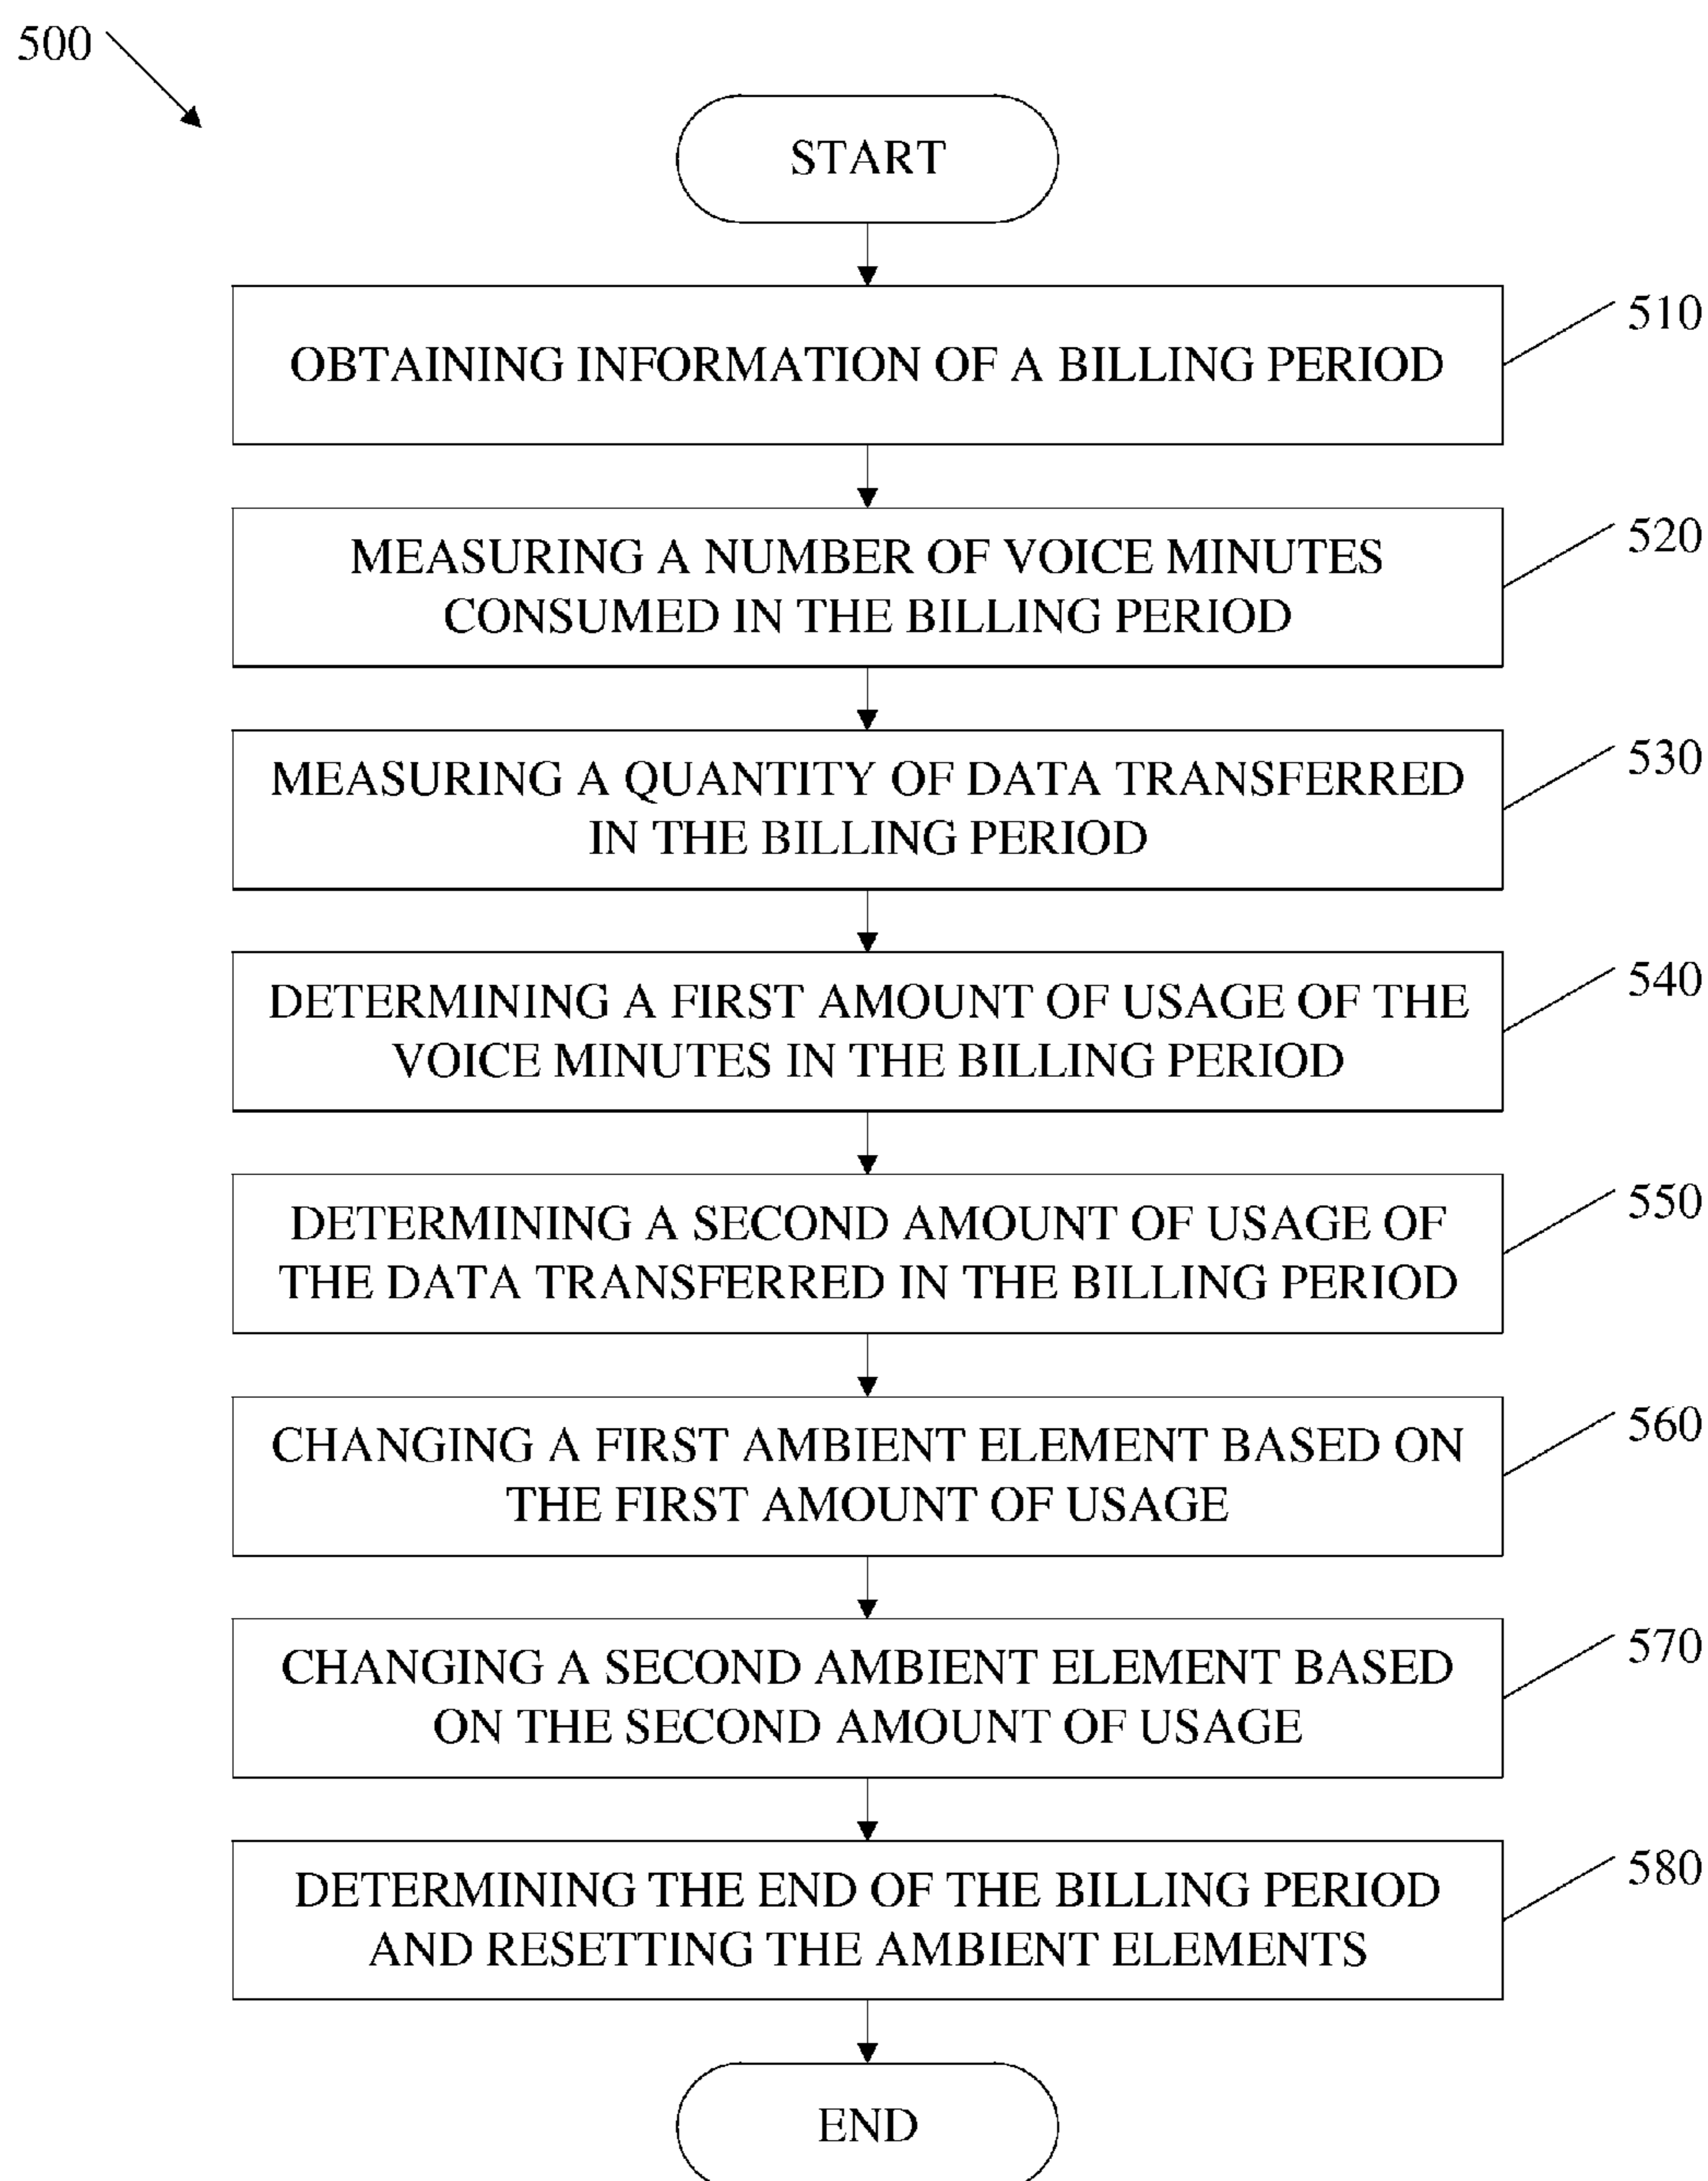 500
START
OBTAINING INFORMATION OF A BILLING PERIOD
510
MEASURING A NUMBER OF VOICE MINUTES
CONSUMED IN THE BILLING PERIOD
520
MEASURING A QUANTITY OF DATA TRANSFERRED
IN THE BILLING PERIOD
530
DETERMINING A FIRST AMOUNT OF USAGE OF THE
VOICE MINUTES IN THE BILLING PERIOD
540
DETERMINING A SECOND AMOUNT OF USAGE OF
THE DATA TRANSFERRED IN THE BILLING PERIOD
550
CHANGING A FIRST AMBIENT ELEMENT BASED ON
THE FIRST AMOUNT OF USAGE
560
CHANGING A SECOND AMBIENT ELEMENT BASED
ON THE SECOND AMOUNT OF USAGE
570
DETERMINING THE END OF THE BILLING PERIOD
AND RESETTING THE AMBIENT ELEMENTS
580
END